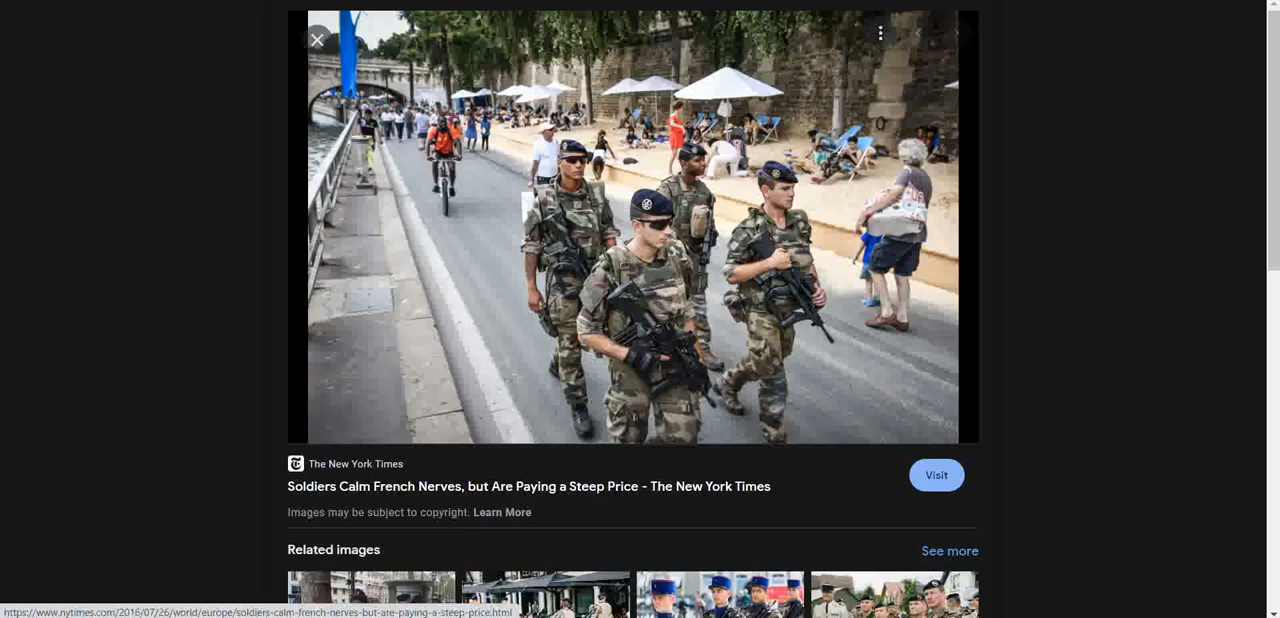 The New York Times
Visit
Soldiers Calm French Nerves, but Are Paying a Steep Price - The New York Times
Images may be subject to copyright. Learn More
Related images
See more
https://www.nytimes.com/2016/07/26/world/europe/soldiers-calm-french-nerves-but-are-paying-a-steep-price.html